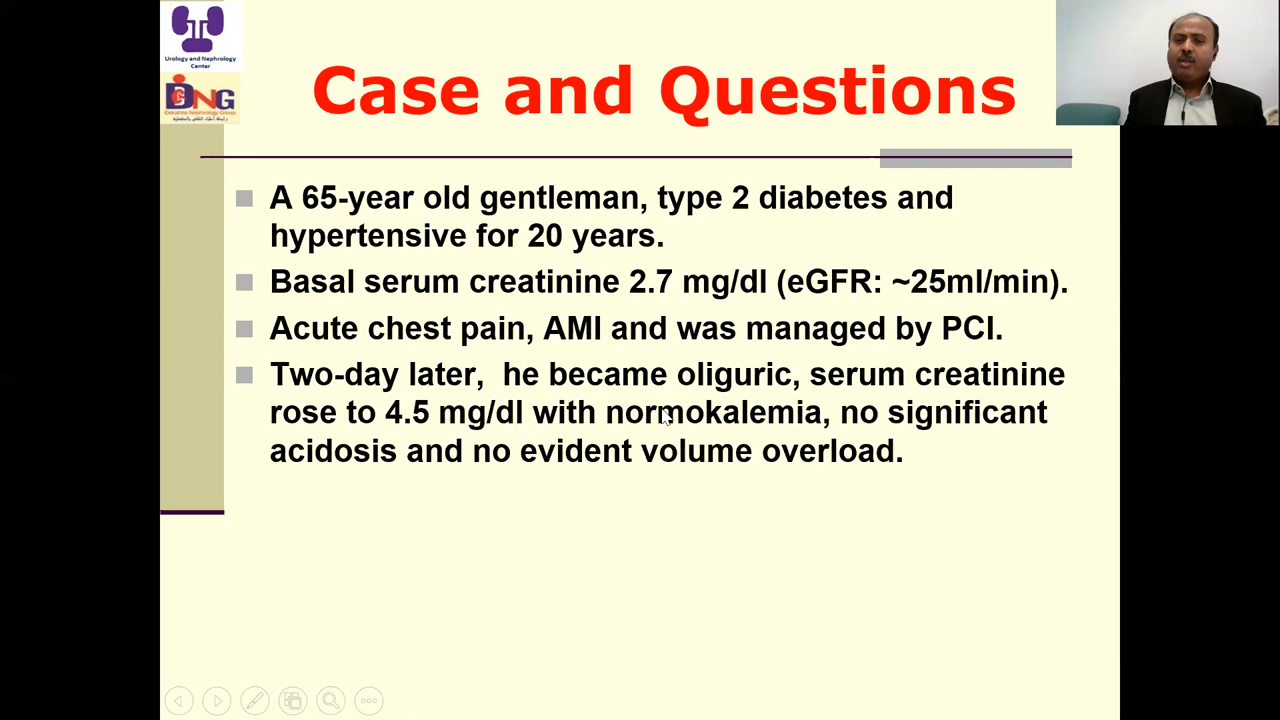 Urology and Nephrology
Center
DNG
Dakahlia Nephrology Group
Case and Questions
A 65-year old gentleman, type 2 diabetes and
hypertensive for 20 years.
Basal serum creatinine 2.7 mg/dl (eGFR: ~25ml/min).
Acute chest pain, AMI and was managed by PCI.
Two-day later, he became oliguric, serum creatinine
rose to 4.5 mg/dl with normokalemia, no significant
acidosis and no evident volume overload.